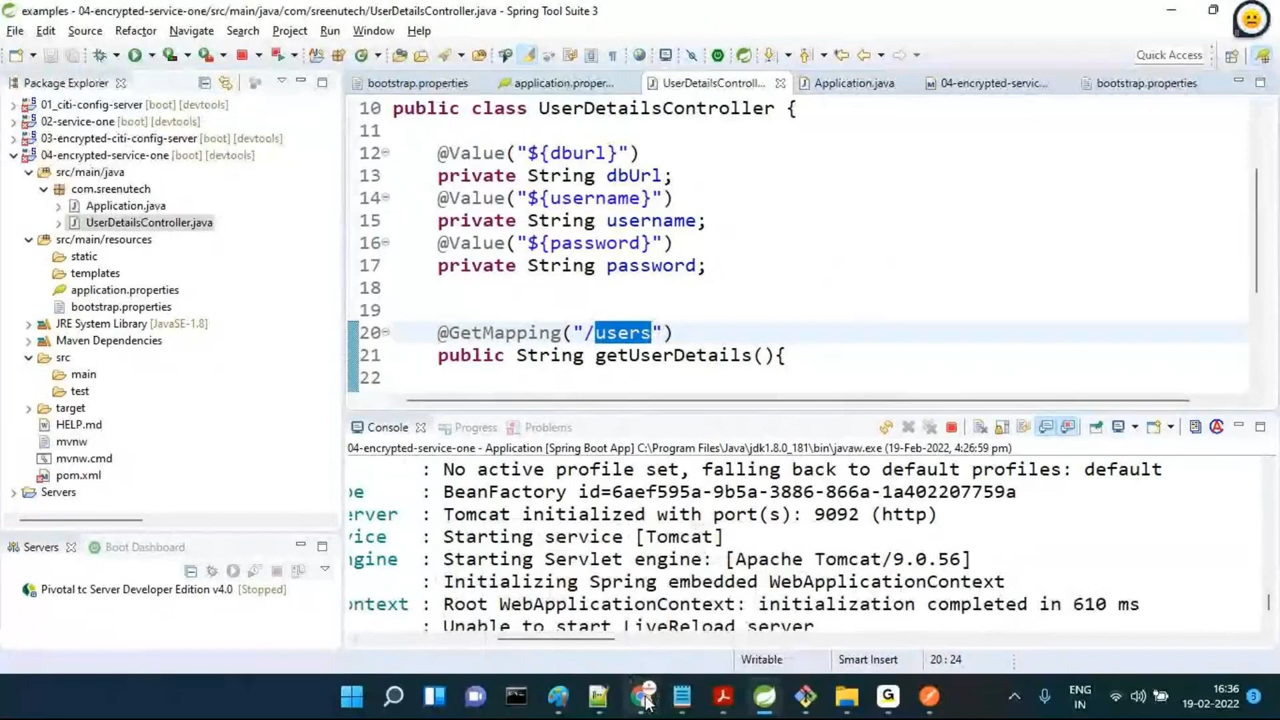 examples - 04-encrypted-service-one/src/main/java/com/sreenutech/UserDetailsController.java - Spring Tool Suite 3
File Edit Source Refactor Navigate Search Project Run Window Help
Quick Access
Package Explorer
01_citi-config-server [boot] [devtools]
02-service-one [boot] [devtools]
03-encrypted-citi-config-server [boot] [devtools]
04-encrypted-service-one [boot] [devtools]
src/main/java
com.sreenutech
Application.java
UserDetailsController.java
src/main/resources
static
templates
application.properties
bootstrap.properties
JRE System Library [JavaSE-1.8]
Maven Dependencies
src
main
test
target
HELP.md
mvnw
mvnw.cmd
pom.xml
Servers
Servers Boot Dashboard
Pivotal tc Server Developer Edition v4.0 [Stopped]
bootstrap.properties application.proper... UserDetailsControll... Application.java 04-encrypted-servic... bootstrap.properties
10 public class UserDetailsController {
11
12 @Value("${dburl}")
13 private String dbUrl;
14 @Value("${username}")
15 private String username;
16 @Value("${password}")
17 private String password;
18
19
20 @GetMapping("/users")
21 public String getUserDetails(){
22
Console Progress Problems
04-encrypted-service-one - Application [Spring Boot App] C:\Program Files\Java\jdk1.8.0_181\bin\javaw.exe (19-Feb-2022, 4:26:59 pm)
: No active profile set, falling back to default profiles: default
pe : BeanFactory id=6aef595a-9b5a-3886-866a-1a402207759a
erver : Tomcat initialized with port(s): 9092 (http)
vice : Starting service [Tomcat]
ngine : Starting Servlet engine: [Apache Tomcat/9.0.56]
: Initializing Spring embedded WebApplicationContext
ontext : Root WebApplicationContext: initialization completed in 610 ms
: Unable to start LiveReload server
Writable Smart Insert 20 : 24
ENG
IN
16:36
19-02-2022